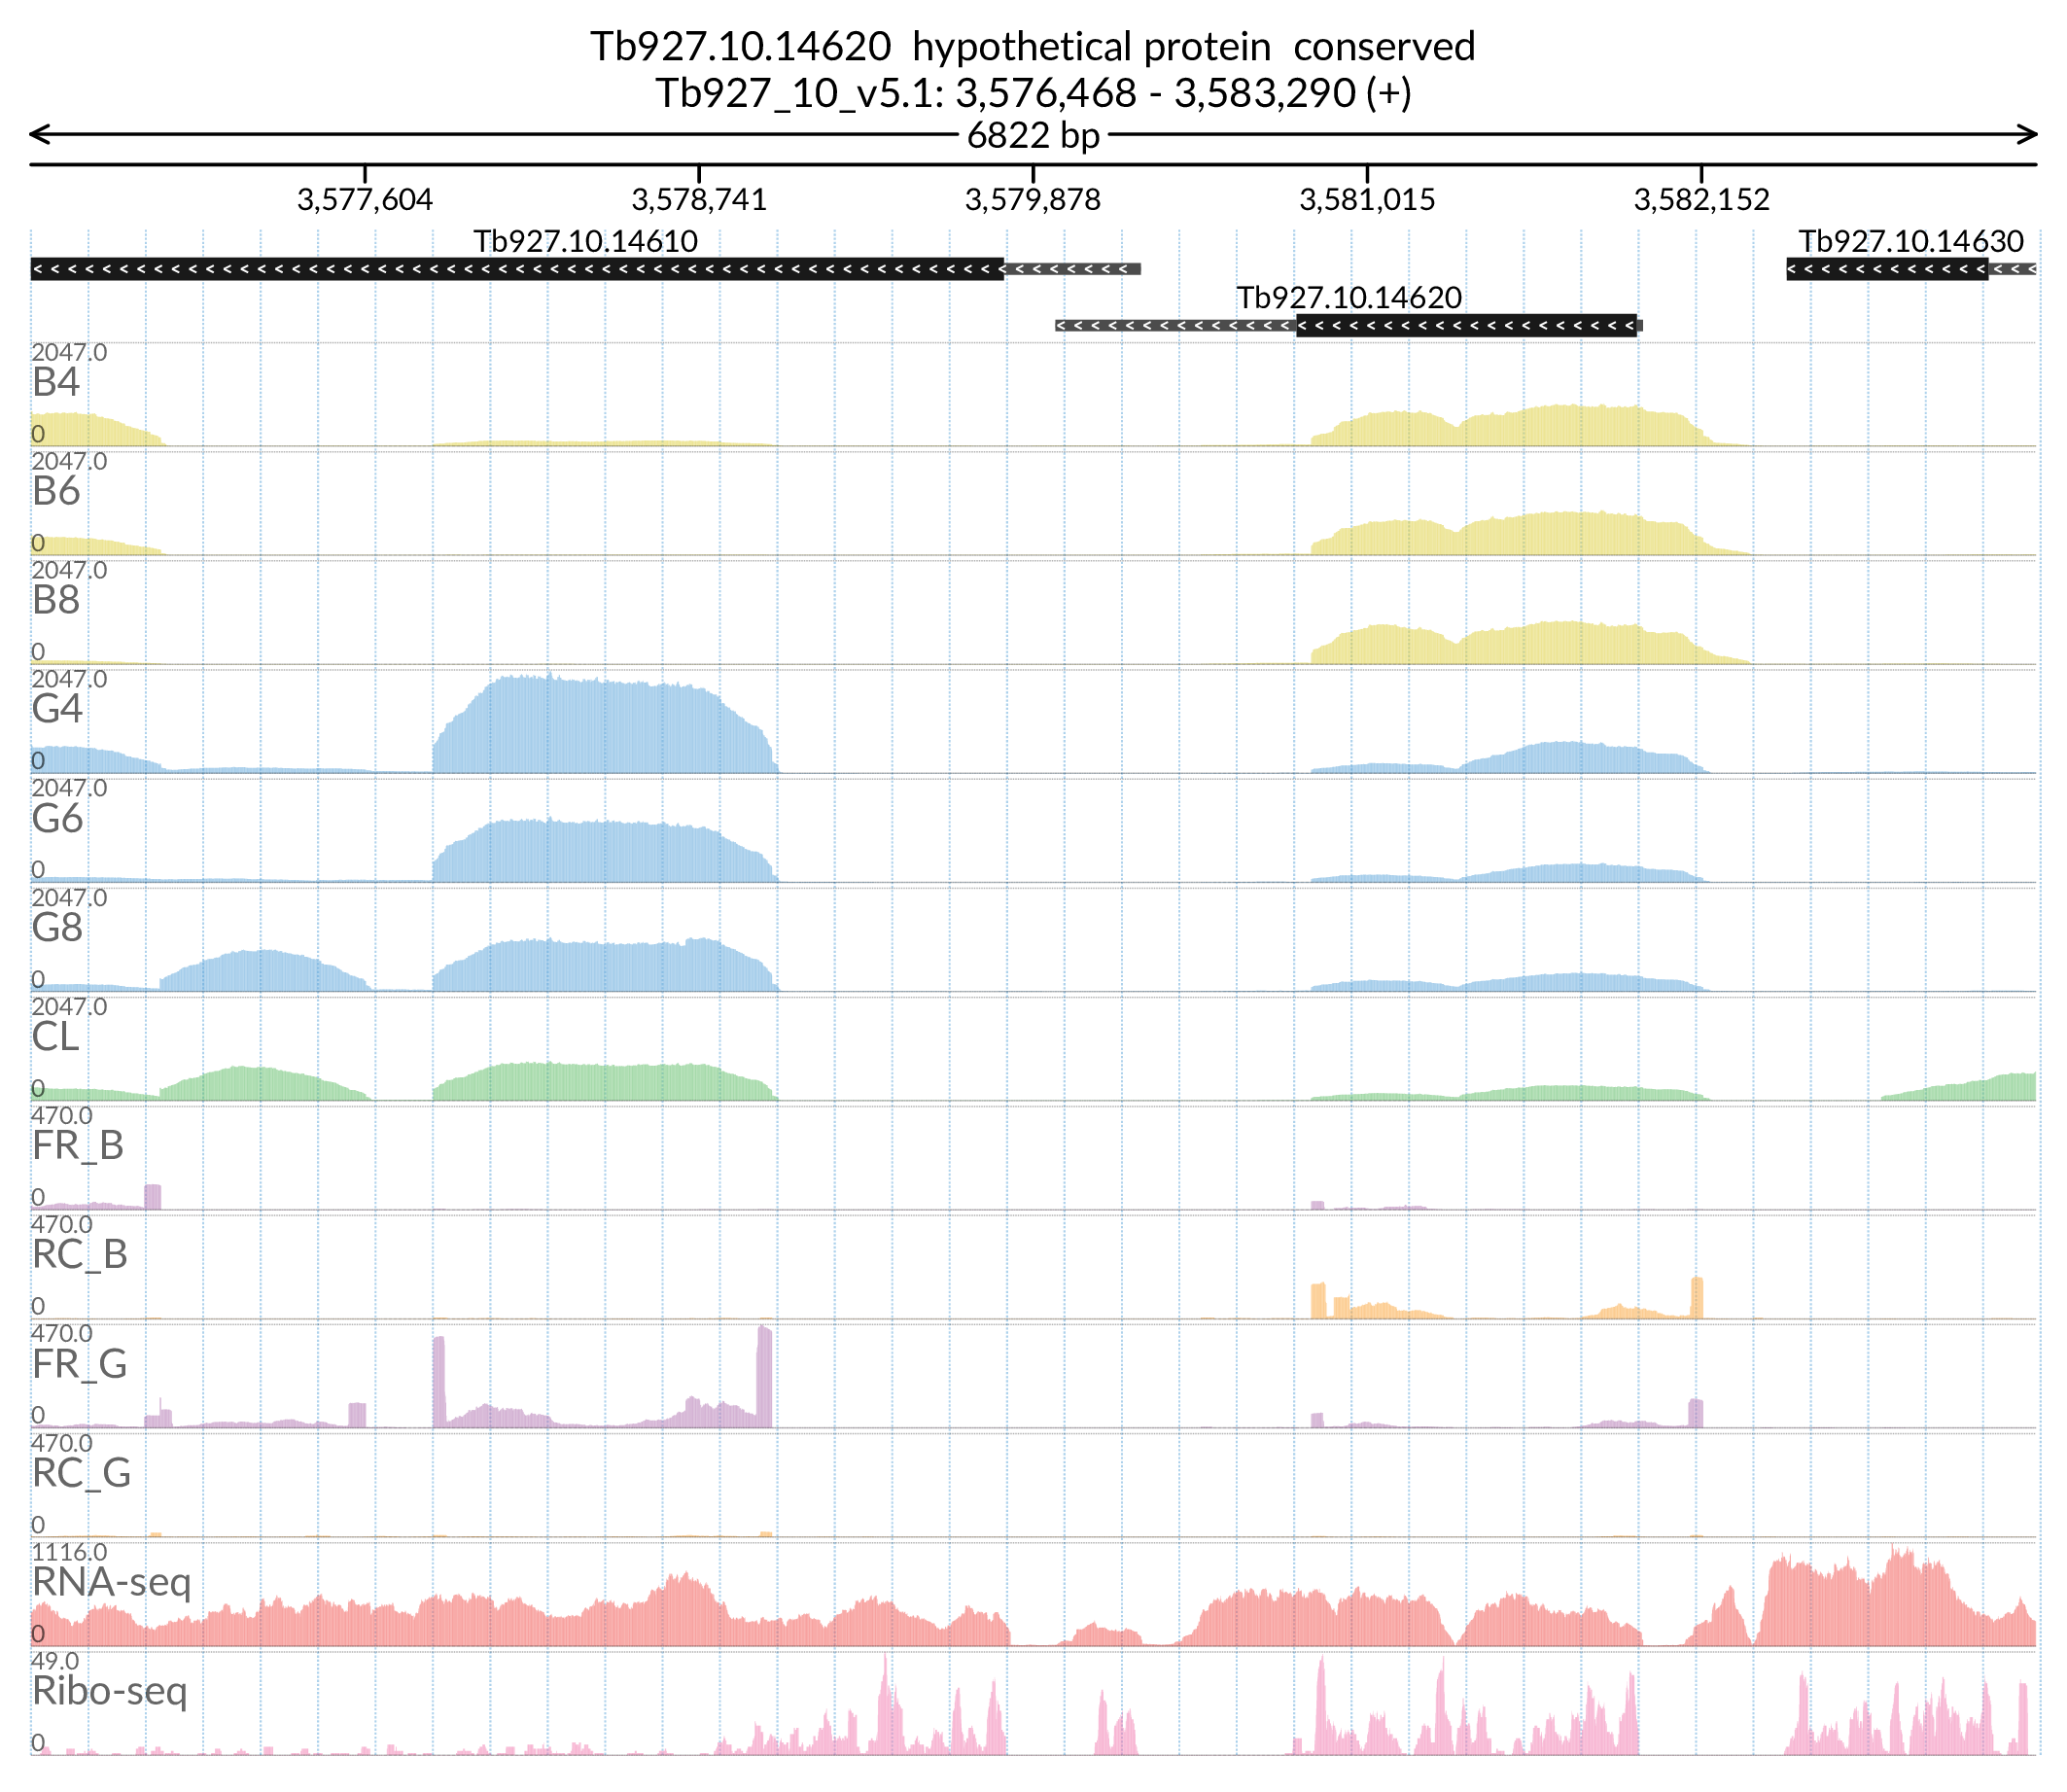 Tb927.10.14620  hypothetical protein  conserved
Tb927_10_v5.1: 3,576,468 - 3,583,290 (+)
6822 bp
3,577,604 3,578,741 3,579,878 3,581,015 3,582,152
Tb927.10.14610 Tb927.10.14630
Tb927.10.14620
2047.0
B4
0
2047.0
B6
0
2047.0
B8
0
2047.0
G4
0
2047.0
G6
0
2047.0
G8
0
2047.0
CL
0
470.0
FR_B
0
470.0
RC_B
0
470.0
FR_G
0
470.0
RC_G
0
1116.0
RNA-seq
0
49.0
Ribo-seq
0